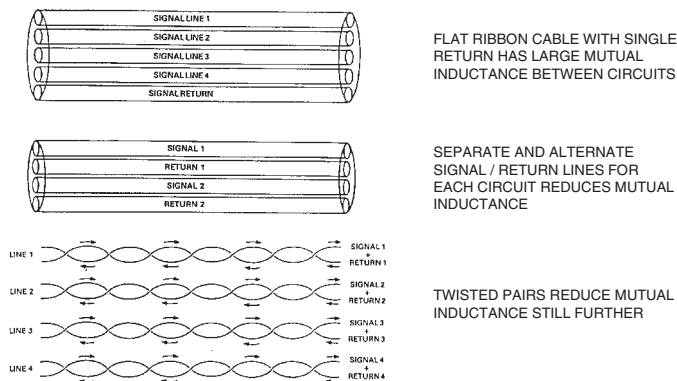 SIGNAL LINE 1
SIGNAL LINE 2
SIGNAL LINE 3
SIGNAL LINE 4
SIGNAL RETURN
FLAT RIBBON CABLE WITH SINGLE
RETURN HAS LARGE MUTUAL
INDUCTANCE BETWEEN CIRCUITS
SIGNAL 1
RETURN 1
SIGNAL 2
RETURN 2
SEPARATE AND ALTERNATE
SIGNAL / RETURN LINES FOR
EACH CIRCUIT REDUCES MUTUAL
INDUCTANCE
LINE 1
SIGNAL 1
+
RETURN 1
LINE 2
SIGNAL 2
+
RETURN 2
LINE 3
SIGNAL 3
+
RETURN 3
LINE 4
SIGNAL 4
+
RETURN 4
TWISTED PAIRS REDUCE MUTUAL
INDUCTANCE STILL FURTHER